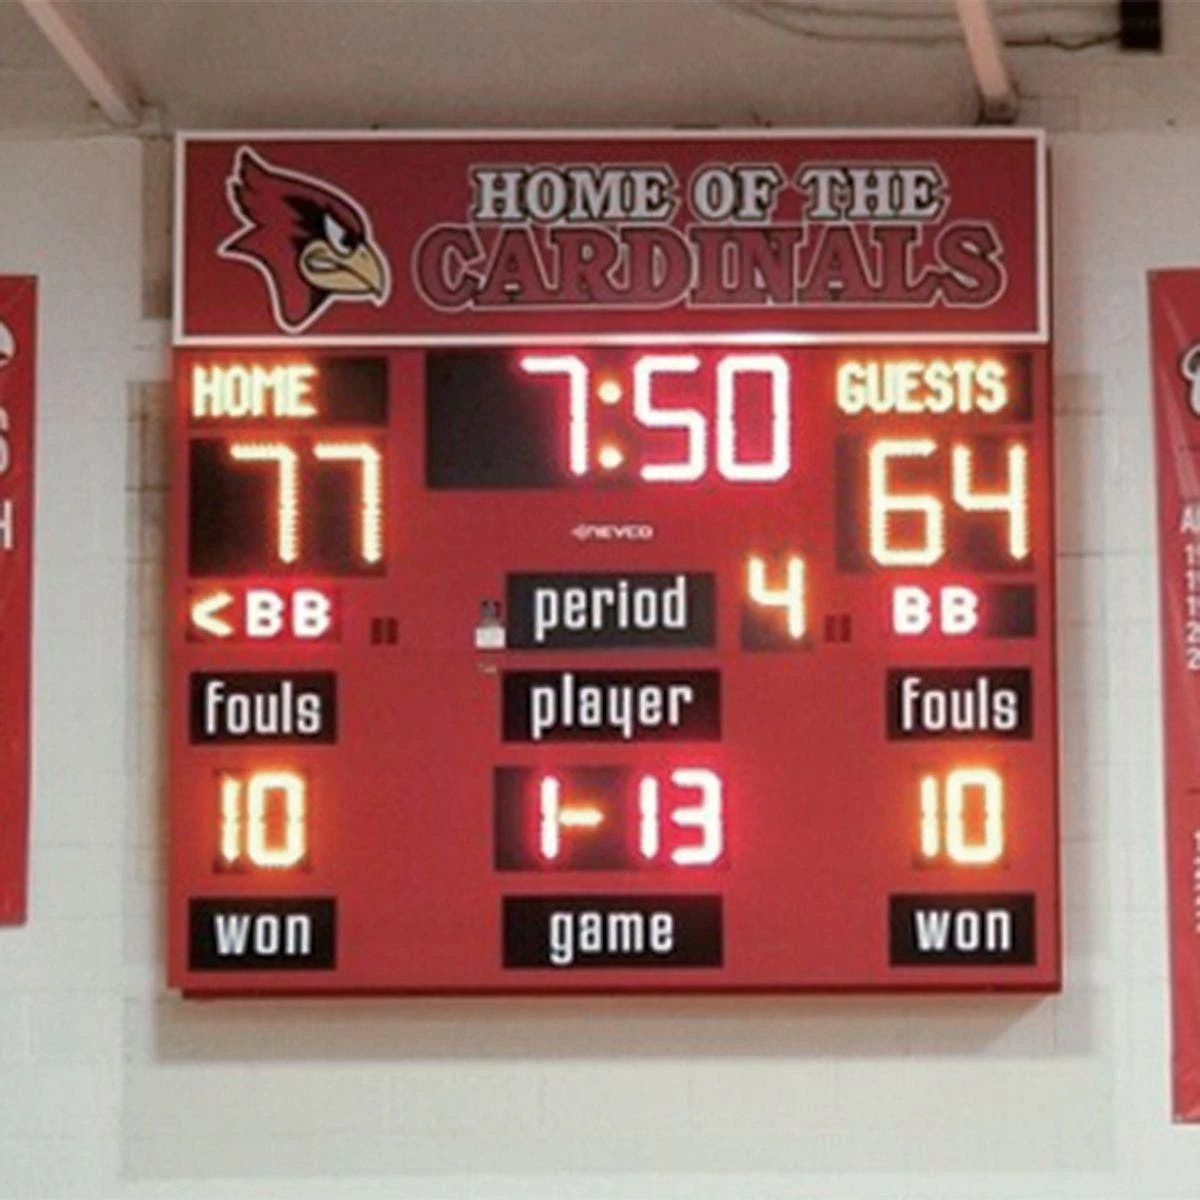 HOME OF THE
CARDINALS
HOME 7:50 GUESTS
77 64
NEVCO
<BB period 4 BB
fouls player fouls
10 1-13 10
won game won